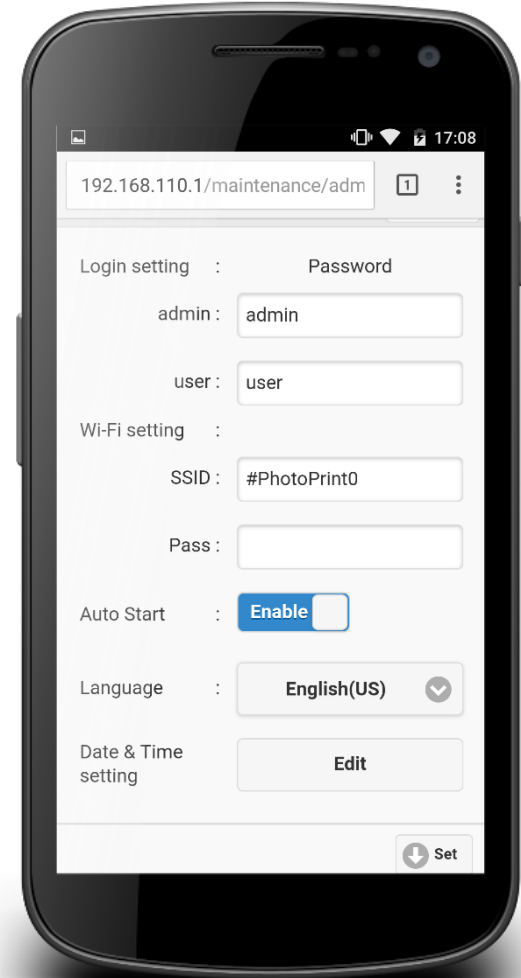 17:08
192.168.110.1/maintenance/adm
1
Login setting : Password
admin : admin
user : user
Wi-Fi setting :
SSID : #PhotoPrint0
Pass :
Auto Start : Enable
Language : English(US)
Date & Time
setting
Edit
Set